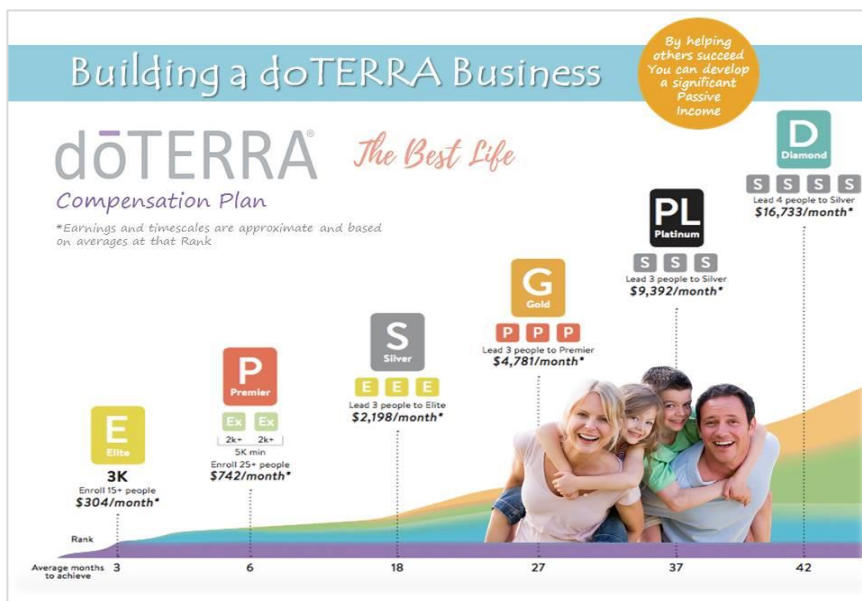 Building a doTERRA Business
By helping
others succeed
You can develop
a significant
Passive
Income
dōTERRA®
The Best Life
Compensation Plan
*Earnings and timescales are approximate and based
on averages at that Rank
D
Diamond
S S S S
Lead 4 people to Silver
$16,733/month*
PL
Platinum
S S S
Lead 3 people to Silver
$9,392/month*
G
Gold
P P P
Lead 3 people to Premier
$4,781/month*
S
Silver
E E E
Lead 3 people to Elite
$2,198/month*
P
Premier
Ex Ex
2k+ 2k+
5K min
Enroll 25+ people
$742/month*
E
Elite
3K
Enroll 15+ people
$304/month*
Rank
Average months
to achieve
3 6 18 27 37 42